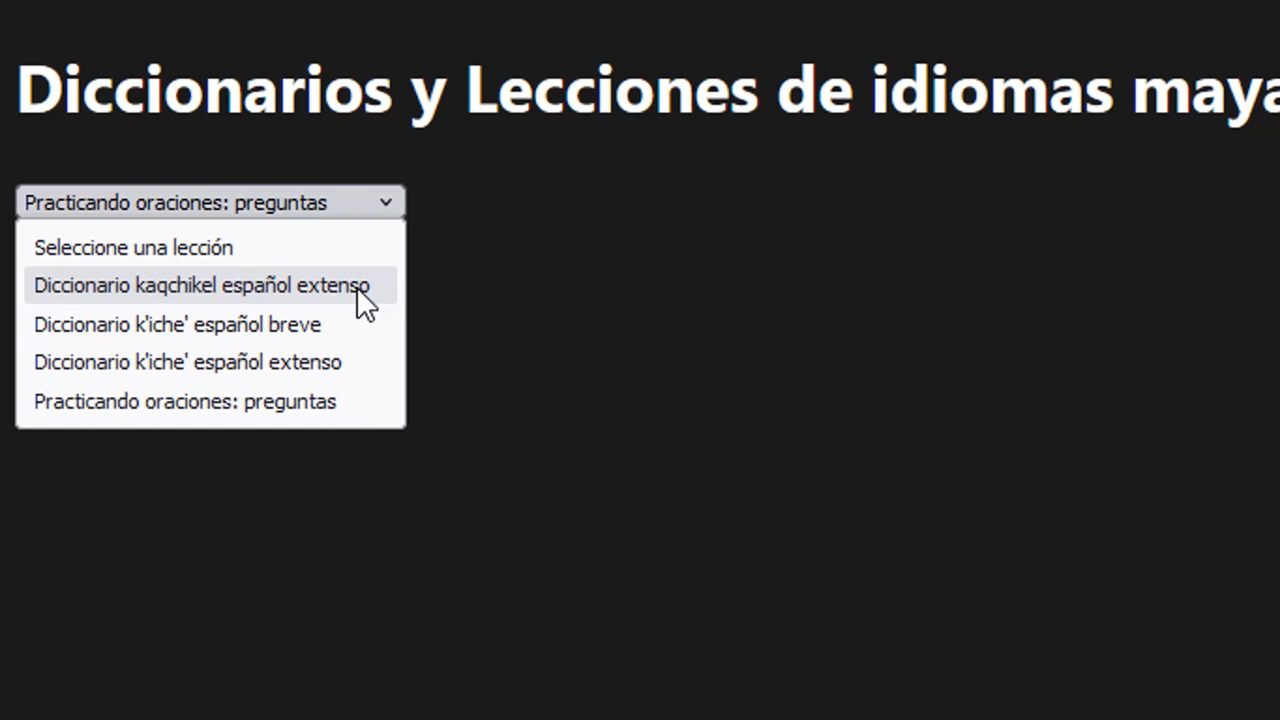 Diccionarios y Lecciones de idiomas maya
Practicando oraciones: preguntas
Seleccione una lección
Diccionario kaqchikel español extenso
Diccionario k'iche' español breve
Diccionario k'iche' español extenso
Practicando oraciones: preguntas